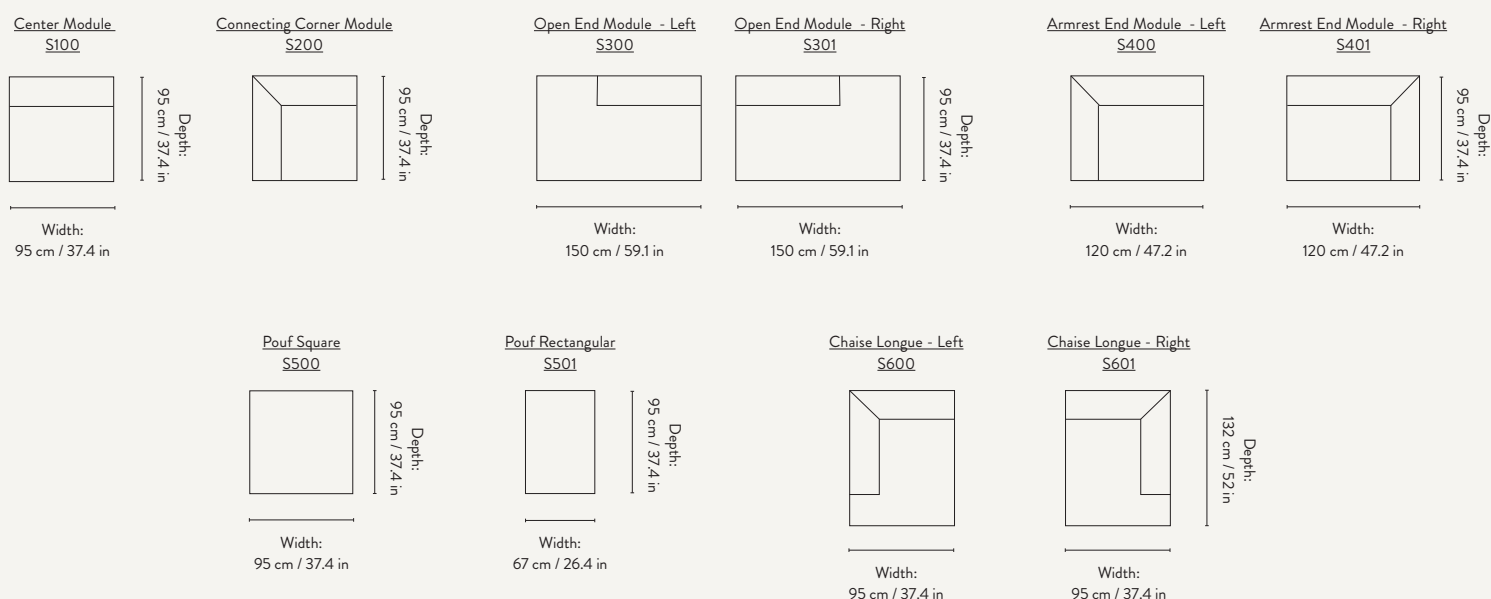 Center Module
S100
Depth:
95 cm / 37.4 in
Width:
95 cm / 37.4 in
Connecting Corner Module
S200
Depth:
95 cm / 37.4 in
Open End Module - Left
S300
Width:
150 cm / 59.1 in
Open End Module - Right
S301
Depth:
95 cm / 37.4 in
Width:
150 cm / 59.1 in
Armrest End Module - Left
S400
Width:
120 cm / 47.2 in
Armrest End Module - Right
S401
Depth:
95 cm / 37.4 in
Width:
120 cm / 47.2 in
Pouf Square
S500
Depth:
95 cm / 37.4 in
Width:
95 cm / 37.4 in
Pouf Rectangular
S501
Depth:
95 cm / 37.4 in
Width:
67 cm / 26.4 in
Chaise Longue - Left
S600
Width:
95 cm / 37.4 in
Chaise Longue - Right
S601
Depth:
132 cm / 52 in
Width:
95 cm / 37.4 in